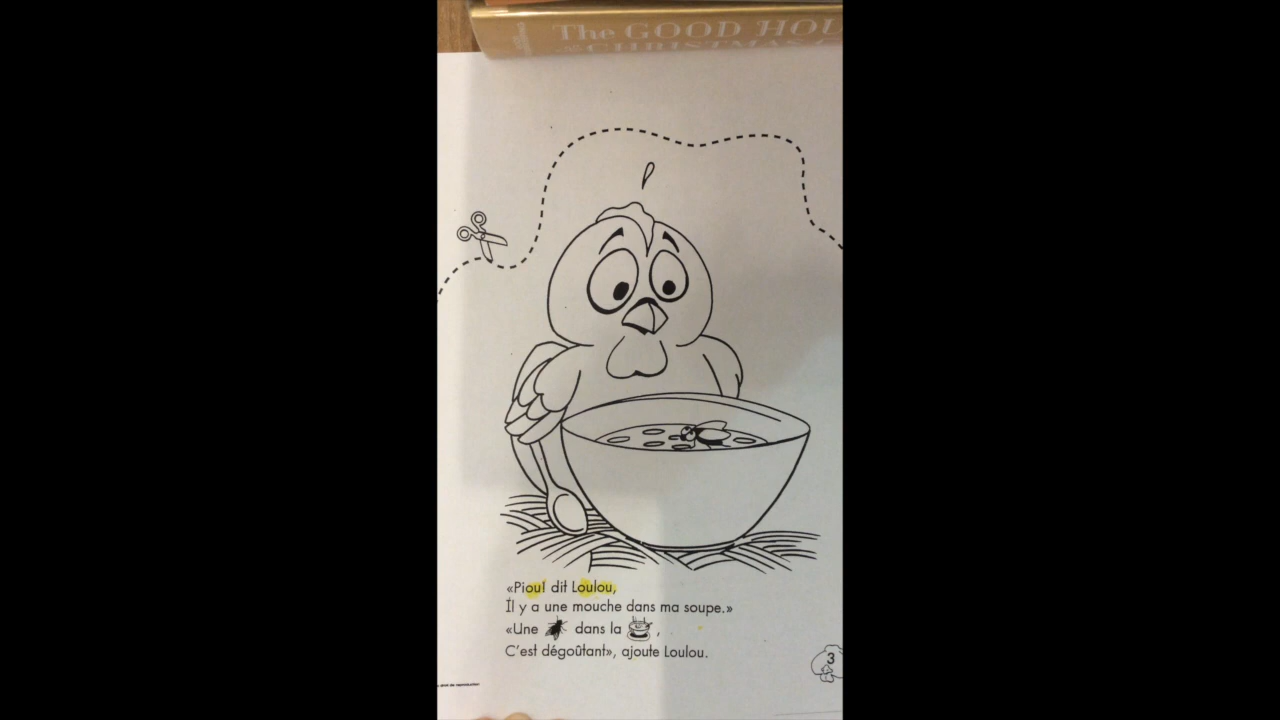 The GOOD HOU
CHRISTMAS
«Piou! dit Loulou,
Il y a une mouche dans ma soupe.»
«Une dans la ,
C'est dégoûtant», ajoute Loulou.
3